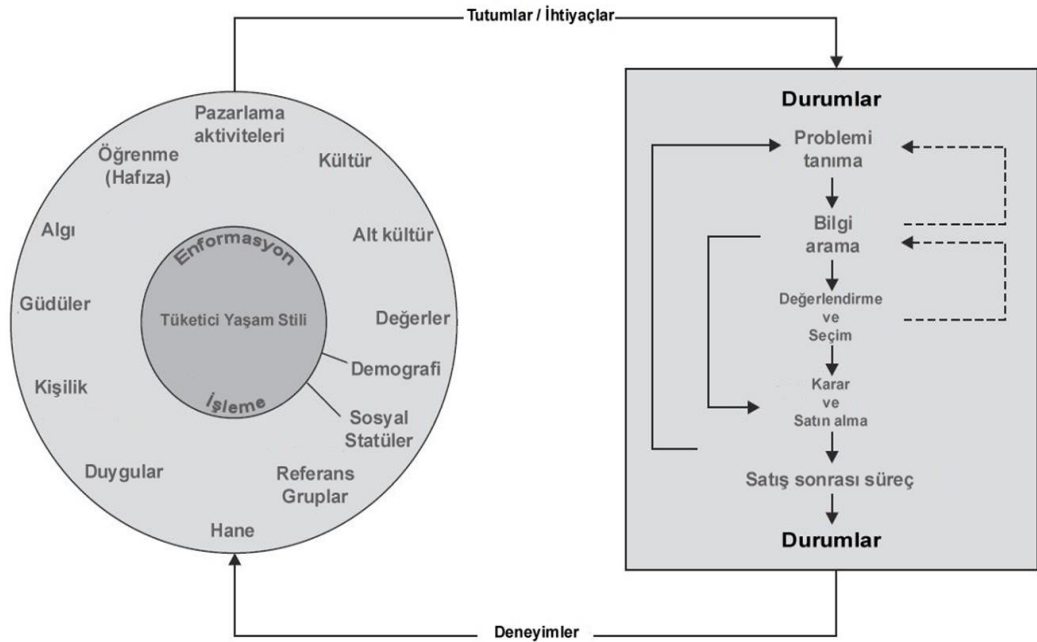 Tutumlar / İhtiyaçlar
Pazarlama
aktiviteleri
Öğrenme
(Hafıza)
Kültür
Algı
Alt kültür
Güdüler
Değerler
Kişilik
Demografi
Sosyal
Statüler
Duygular
Referans
Gruplar
Hane
Enformasyon
Tüketici Yaşam Stili
İşleme
Durumlar
Problemi
tanıma
Bilgi
arama
Değerlendirme
ve
Seçim
Karar
ve
Satın alma
Satış sonrası süreç
Durumlar
Deneyimler